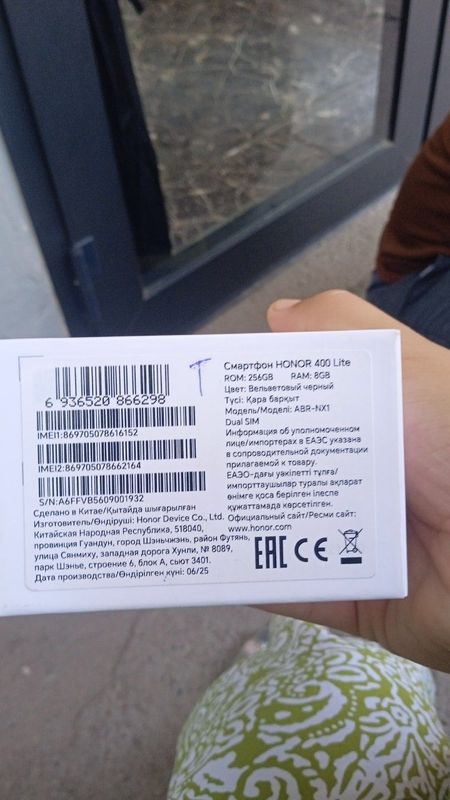 6 936520 866298
IMEI1:869705078616152
IMEI2:869705078662164
S/N:A6FFVB5609001932
T
Смартфон HONOR 400 Lite
ROM: 256GB RAM: 8GB
Цвет: Вельветовый черный
Түсі: Қара барқыт
Модель/Моделі: ABR-NX1
Dual SIM
Информация об уполномоченном
лице/импортерах в ЕАЭС указана
в сопроводительной документации
прилагаемой к товару.
ЕАЭО-дағы уәкілетті тұлға/
импорттаушылар туралы ақпарат
өнімге қоса берілген ілеспе
құжаттамада көрсетілген.
Официальный сайт/Ресми сайт:
www.honor.com
Сделано в Китае/Қытайда шығарылған
Изготовитель/Өндіруші: Honor Device Co., Ltd.
Китайская Народная Республика, 518040,
провинция Гуандун, город Шэньчжэнь, район Футянь,
улица Сянмиху, западная дорога Хунли, № 8089,
парк Шэнье, строение 6, блок А, сьют 3401.
Дата производства/Өндірілген күні: 06/25
EAC CE